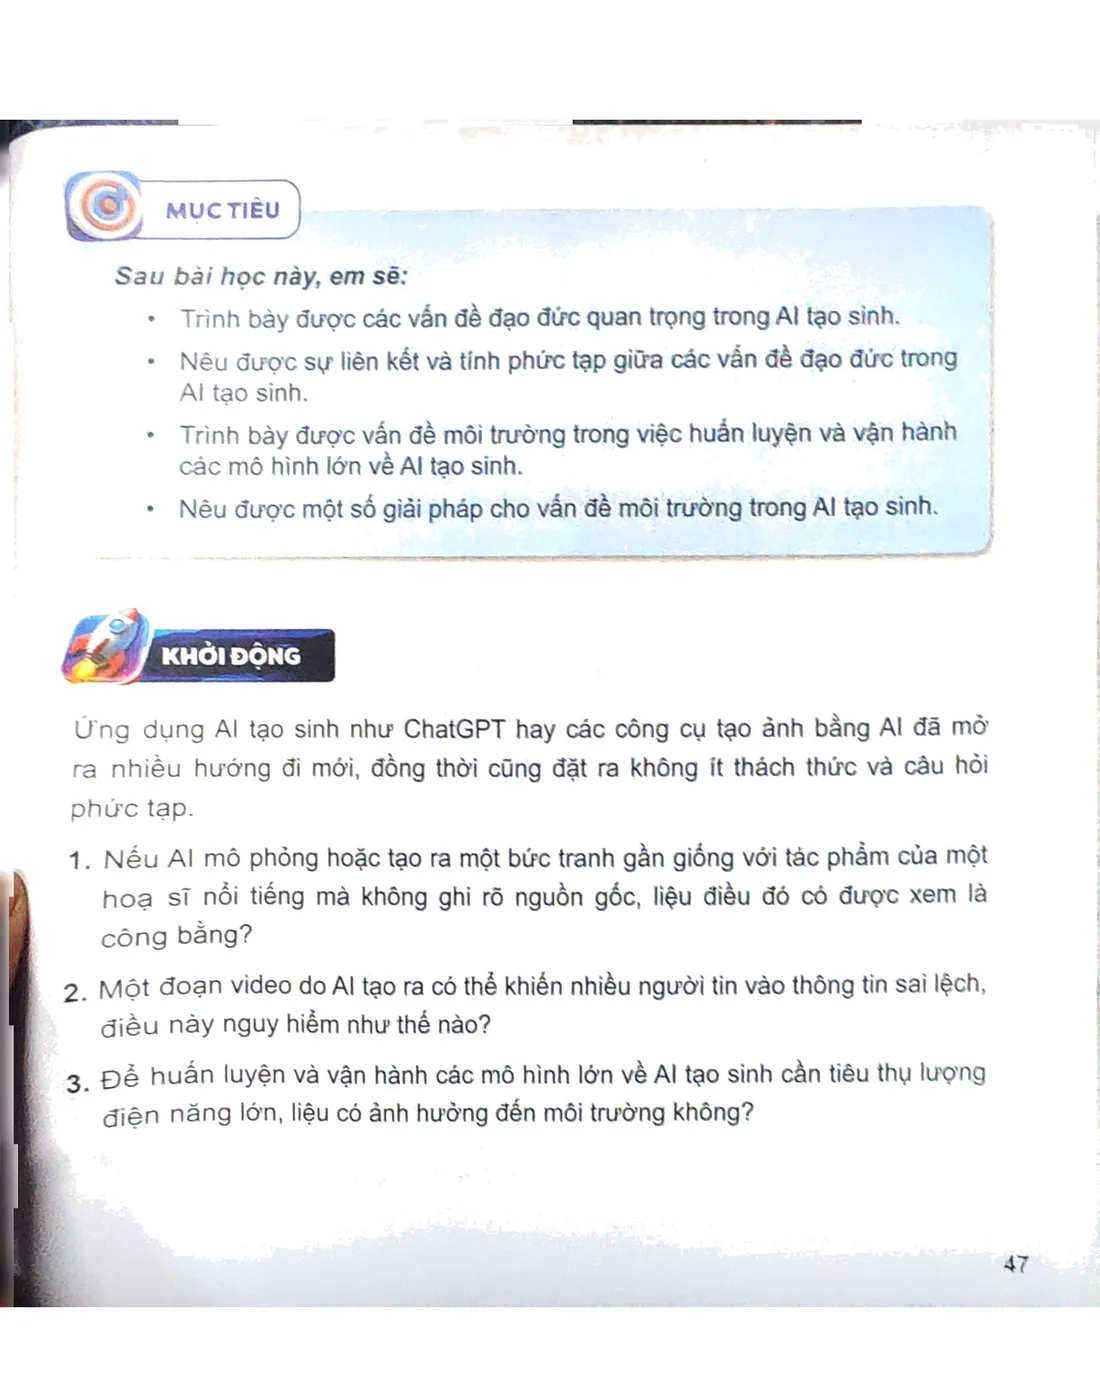 MỤC TIÊU
Sau bài học này, em sẽ:
• Trình bày được các vấn đề đạo đức quan trọng trong AI tạo sinh.
• Nêu được sự liên kết và tính phức tạp giữa các vấn đề đạo đức trong
AI tạo sinh.
• Trình bày được vấn đề môi trường trong việc huấn luyện và vận hành
các mô hình lớn về AI tạo sinh.
• Nêu được một số giải pháp cho vấn đề môi trường trong AI tạo sinh.
KHỞI ĐỘNG
Ứng dụng AI tạo sinh như ChatGPT hay các công cụ tạo ảnh bằng AI đã mở
ra nhiều hướng đi mới, đồng thời cũng đặt ra không ít thách thức và câu hỏi
phức tạp.
1. Nếu AI mô phỏng hoặc tạo ra một bức tranh gần giống với tác phẩm của một
hoạ sĩ nổi tiếng mà không ghi rõ nguồn gốc, liệu điều đó có được xem là
công bằng?
2. Một đoạn video do AI tạo ra có thể khiến nhiều người tin vào thông tin sai lệch,
điều này nguy hiểm như thế nào?
3. Để huấn luyện và vận hành các mô hình lớn về AI tạo sinh cần tiêu thụ lượng
điện năng lớn, liệu có ảnh hưởng đến môi trường không?
47